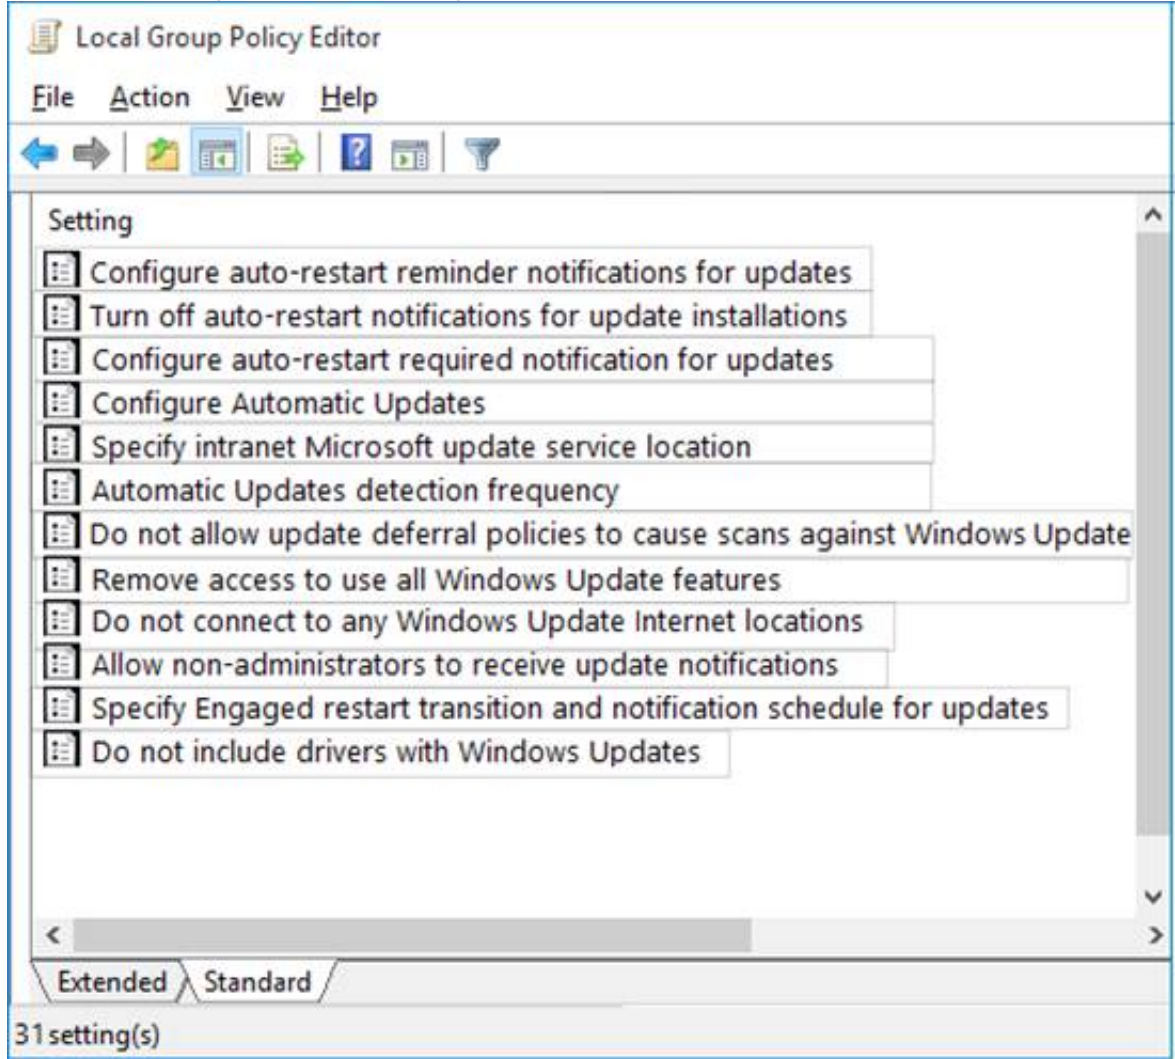 Local Group Policy Editor
File Action View Help
Setting
Configure auto-restart reminder notifications for updates
Turn off auto-restart notifications for update installations
Configure auto-restart required notification for updates
Configure Automatic Updates
Specify intranet Microsoft update service location
Automatic Updates detection frequency
Do not allow update deferral policies to cause scans against Windows Update
Remove access to use all Windows Update features
Do not connect to any Windows Update Internet locations
Allow non-administrators to receive update notifications
Specify Engaged restart transition and notification schedule for updates
Do not include drivers with Windows Updates
Extended Standard
31setting(s)